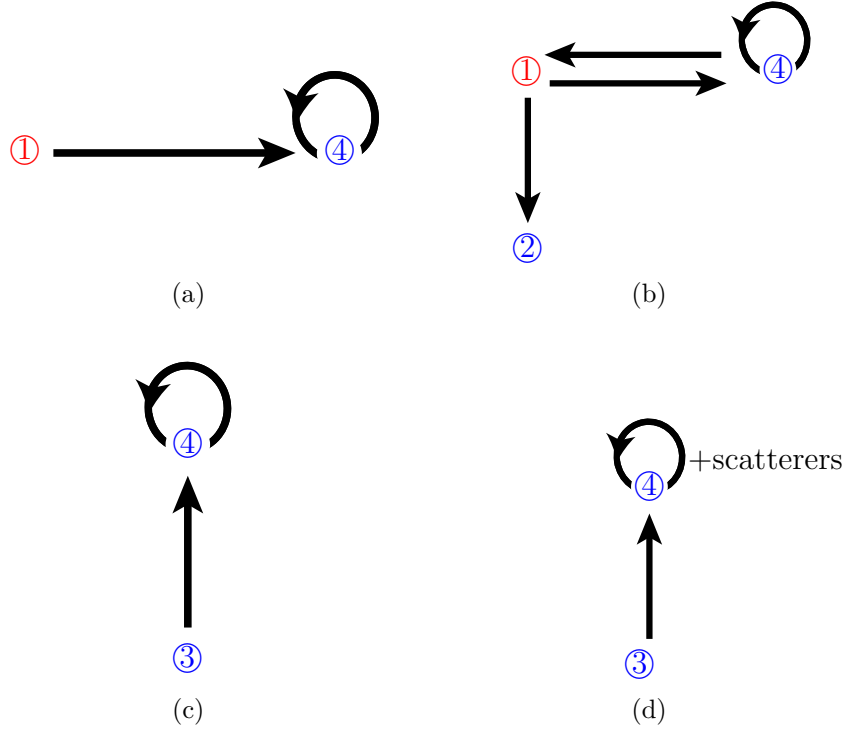 ① ④
(a)
① ④
②
(b)
④
③
(c)
④ +scatterers
③
(d)